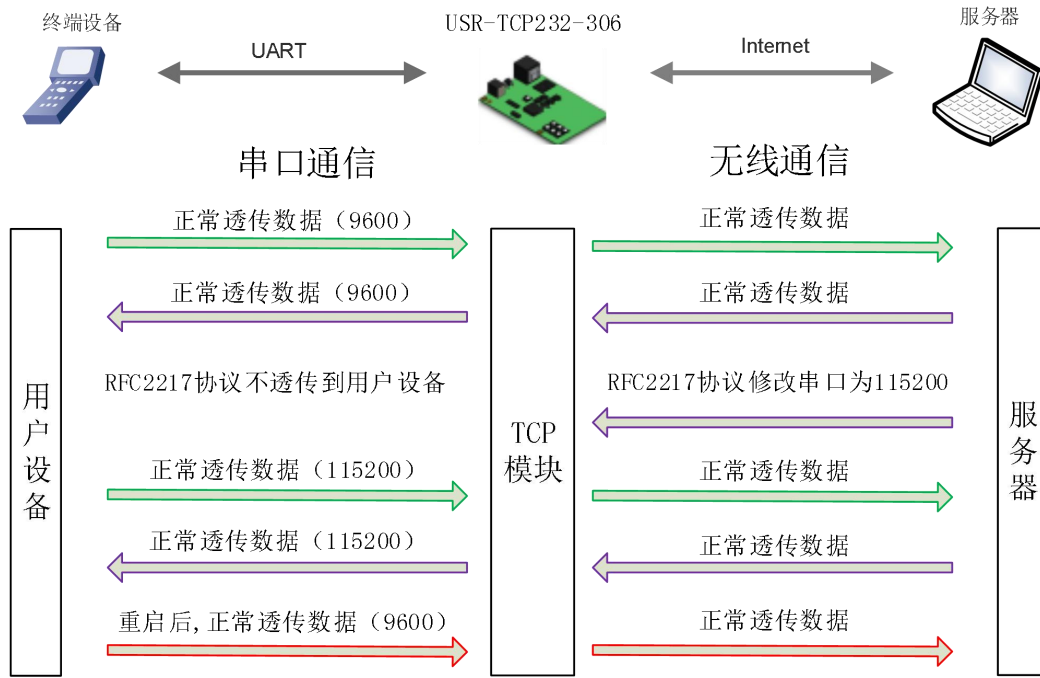 终端设备
USR-TCP232-306
服务器
UART
Internet
串口通信
无线通信
正常透传数据（9600）
正常透传数据
正常透传数据（9600）
正常透传数据
RFC2217协议不透传到用户设备
RFC2217协议修改串口为115200
用户设备
TCP
模块
服务器
正常透传数据（115200）
正常透传数据
正常透传数据（115200）
正常透传数据
重启后,正常透传数据（9600）
正常透传数据